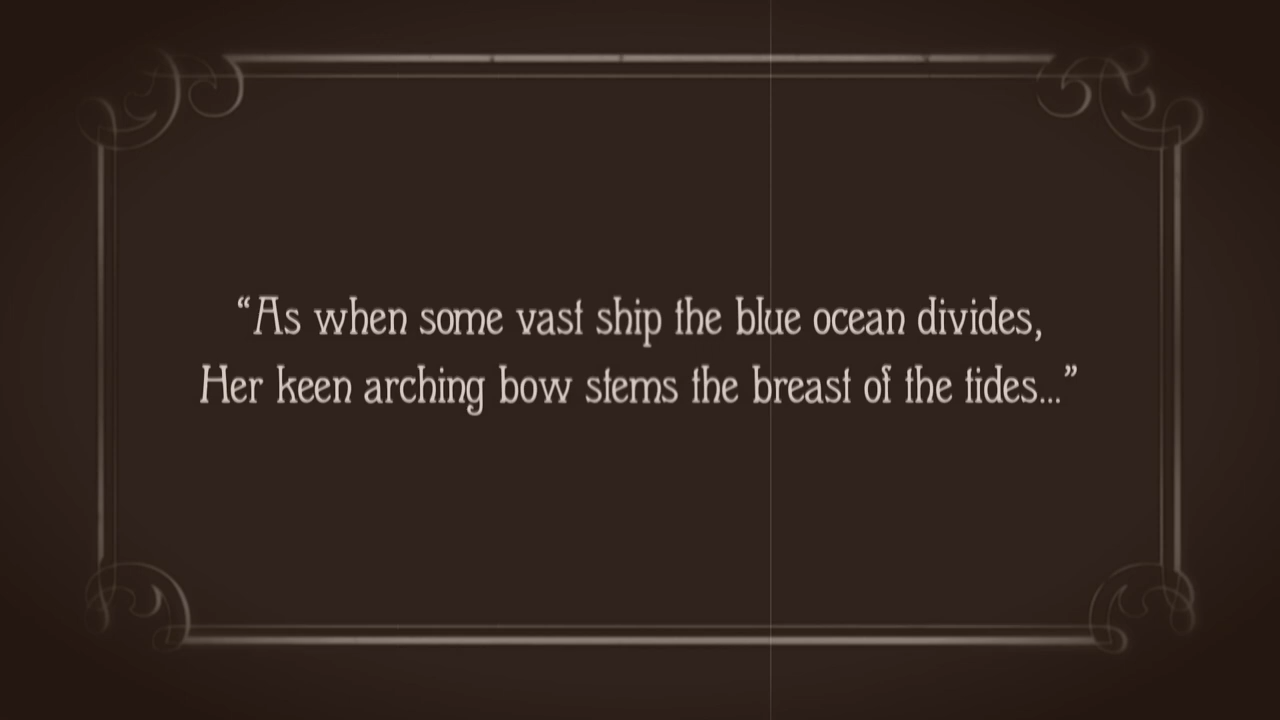 “As when some vast ship the blue ocean divides,
Her keen arching bow stems the breast of the tides...”